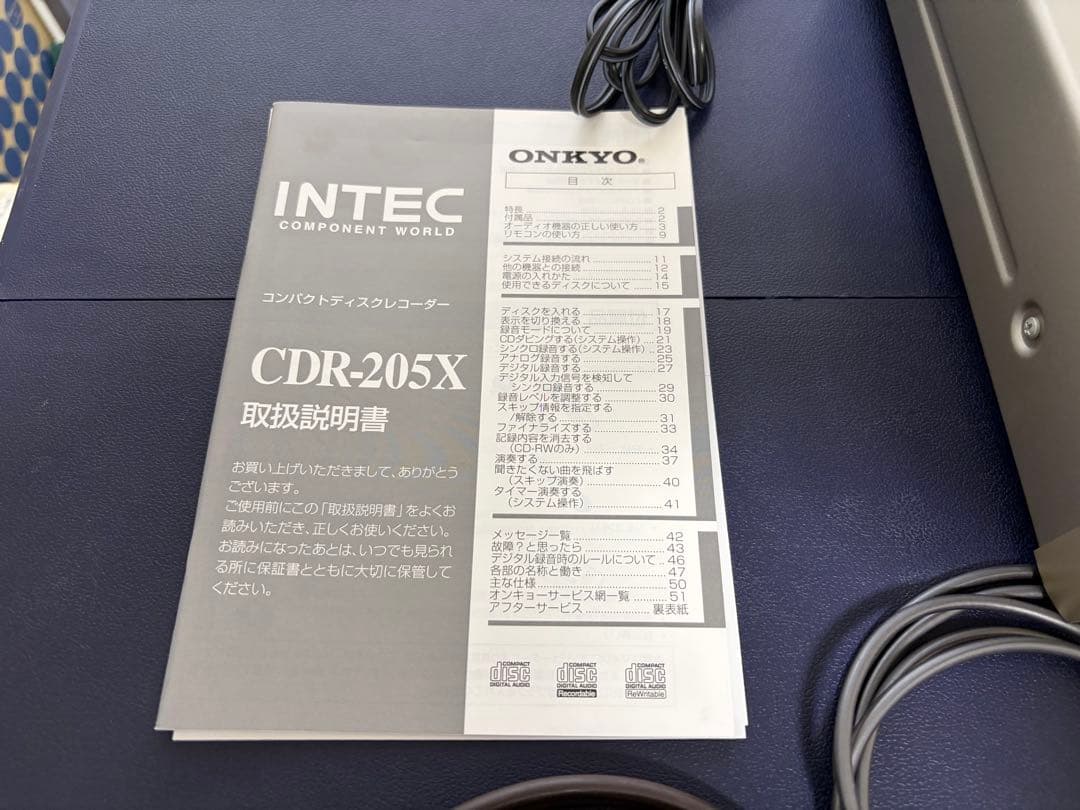 INTEC
COMPONENT WORLD
コンパクトディスクレコーダー
CDR-205X
取扱説明書
お買い上げいただきまして、ありがとう
ございます。
ご使用前にこの「取扱説明書」をよくお
読みいただき、正しくお使いください。
お読みになったあとは、いつでも見られ
る所に保証書とともに大切に保管して
ください。
ONKYO®
目 次
特長 2
付属品 2
オーディオ機器の正しい使い方 3
リモコンの使い方 9
システム接続の流れ 11
他の機器との接続 12
電源の入れかた 14
使用できるディスクについて 15
ディスクを入れる 17
表示を切り換える 18
録音モードについて 19
CDダビングする(システム操作) 21
シンクロ録音する(システム操作) 23
アナログ録音する 25
デジタル録音する 27
デジタル入力信号を検知して
シンクロ録音する 29
録音レベルを調整する 30
スキップ情報を指定する
/解除する 31
ファイナライズする 33
記録内容を消去する
(CD-RWのみ) 34
演奏する 37
聞きたくない曲を飛ばす
(スキップ演奏) 40
タイマー演奏する
(システム操作) 41
メッセージ一覧 42
故障?と思ったら 43
デジタル録音時のルールについて 46
各部の名称と働き 47
主な仕様 50
オンキョーサービス網一覧 51
アフターサービス 裏表紙
COMPACT disc DIGITAL AUDIO
COMPACT disc DIGITAL AUDIO Recordable
COMPACT disc DIGITAL AUDIO ReWritable